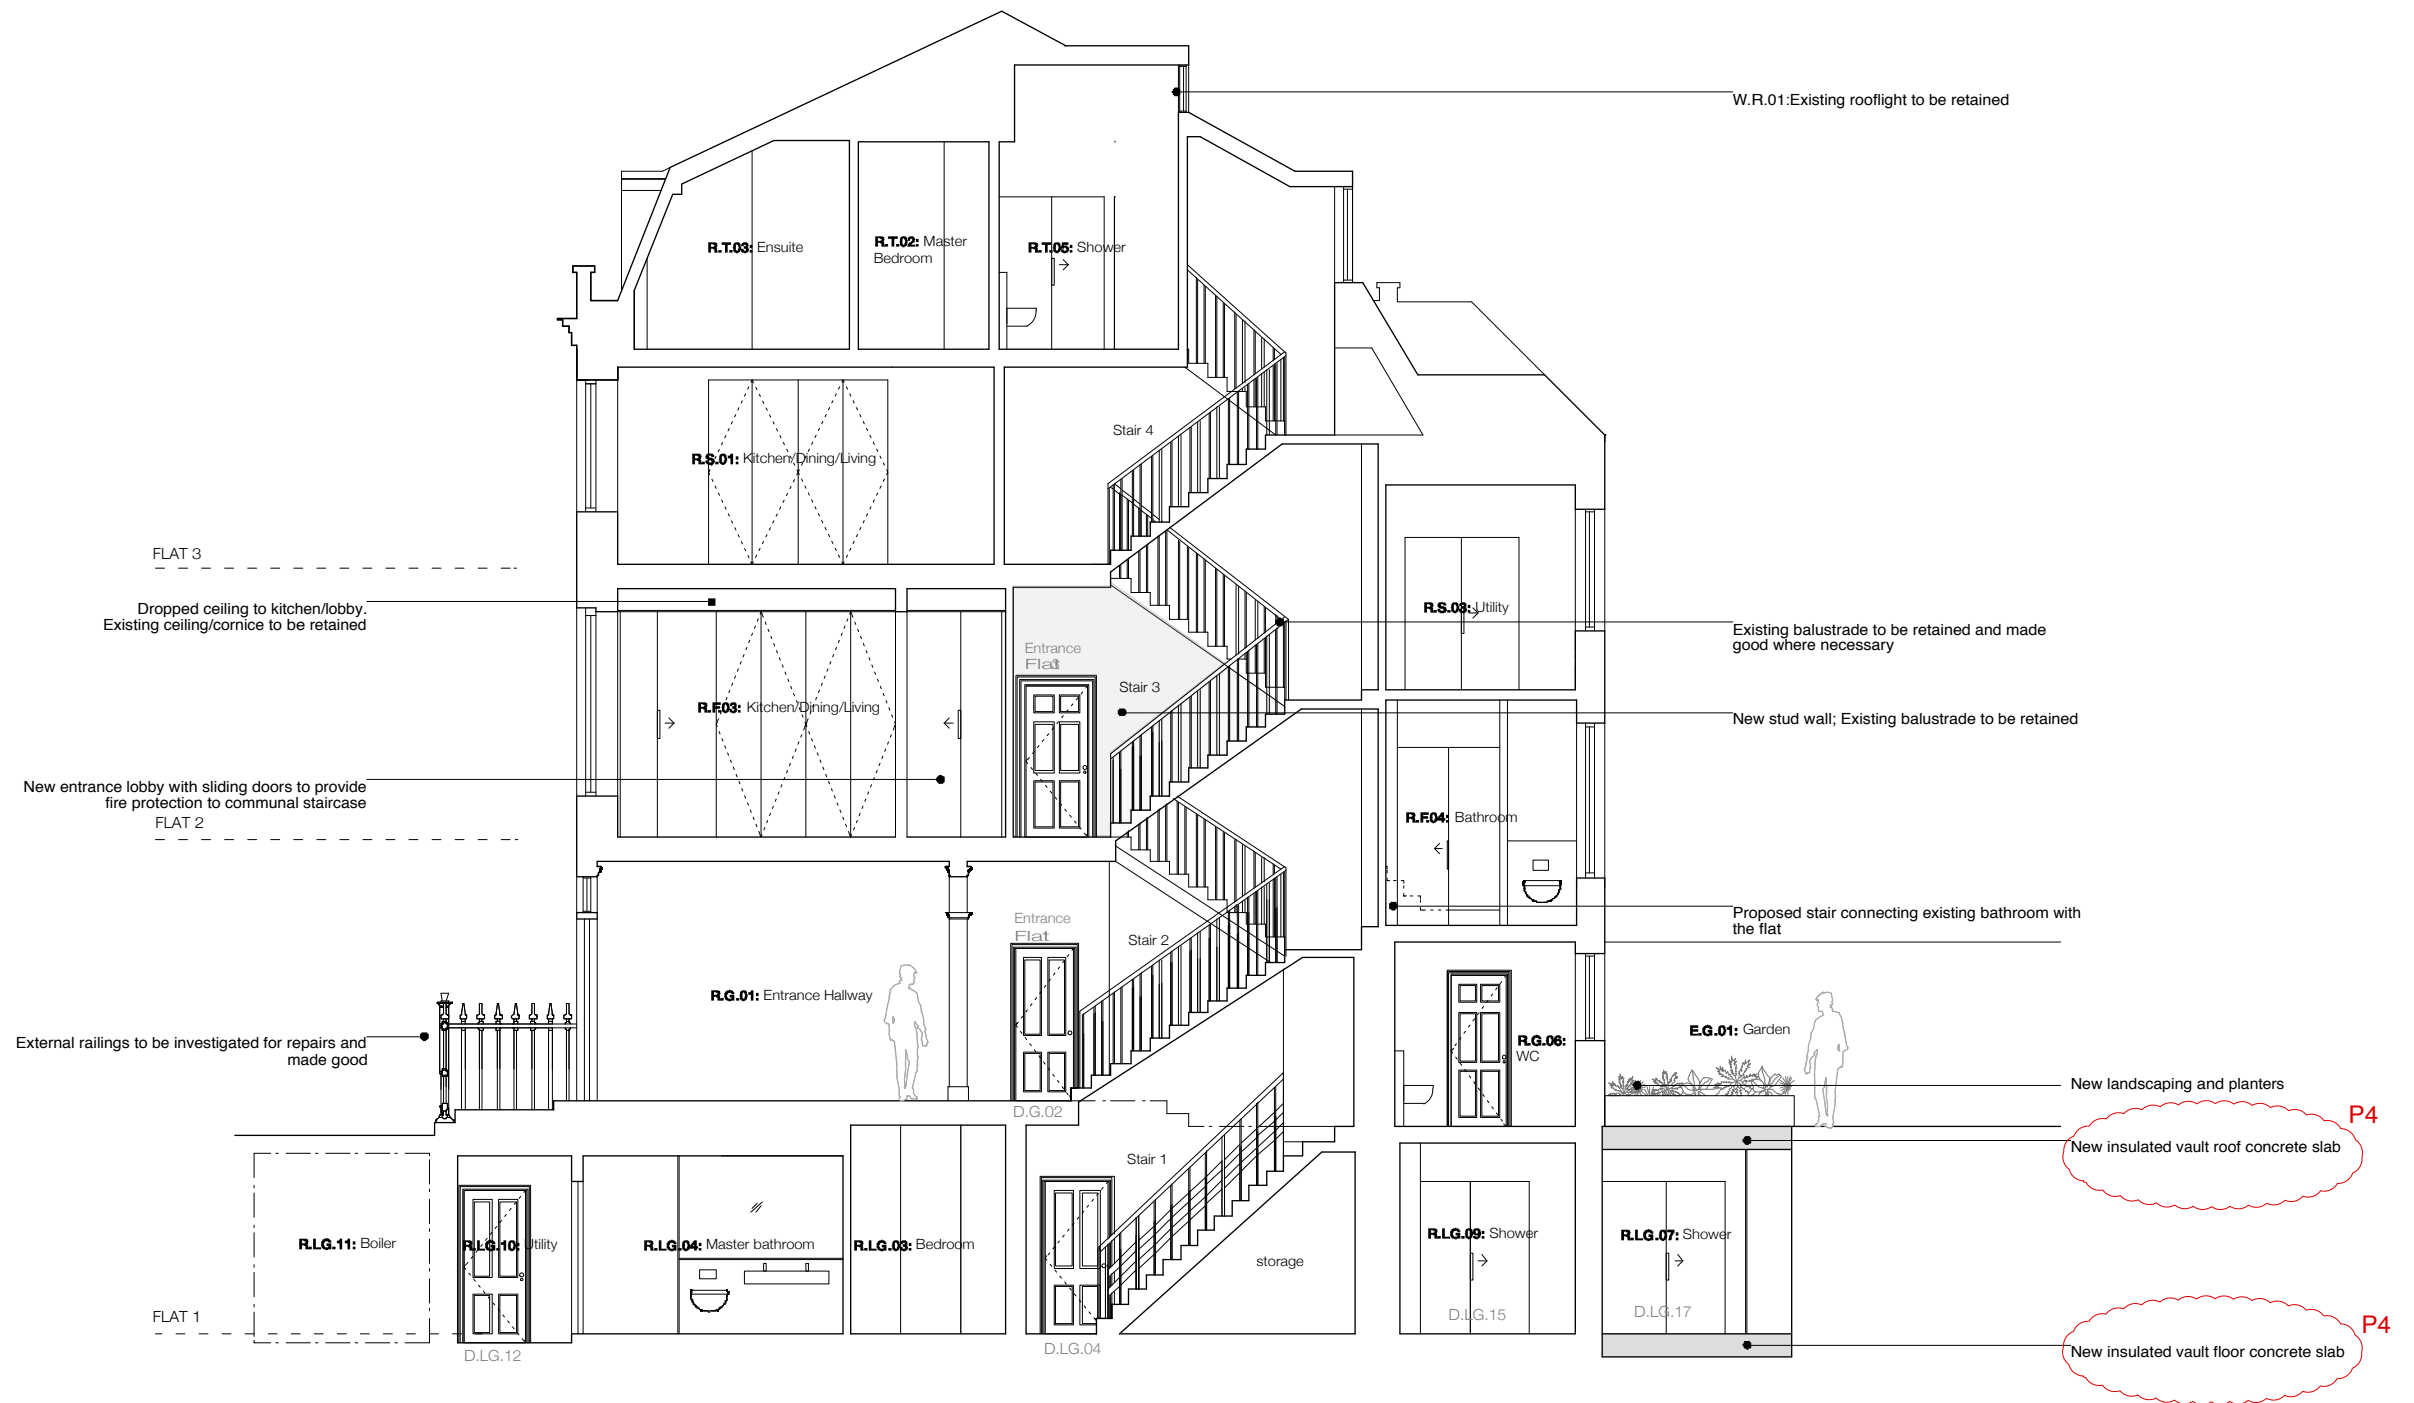 W.R.01:Existing rooflight to be retained
R.T.03: Ensuite
R.T.02: Master
Bedroom
R.T.05: Shower
Stair 4
R.S.01: Kitchen/Dining/Living
FLAT 3
Dropped ceiling to kitchen/lobby.
Existing ceiling/cornice to be retained
R.S.03: Utility
Existing balustrade to be retained and made
good where necessary
Entrance
Flat 3
Stair 3
R.F.03: Kitchen/Dining/Living
New stud wall; Existing balustrade to be retained
New entrance lobby with sliding doors to provide
fire protection to communal staircase
FLAT 2
R.F.04: Bathroom
Proposed stair connecting existing bathroom with
the flat
Entrance
Flat 1
Stair 2
R.G.01: Entrance Hallway
External railings to be investigated for repairs and
made good
R.G.06:
WC
E.G.01: Garden
New landscaping and planters
D.G.02
P4
New insulated vault roof concrete slab
Stair 1
R.LG.11: Boiler
R.LG.10: Utility
R.LG.04: Master bathroom
R.LG.03: Bedroom
storage
R.LG.09: Shower
R.LG.07: Shower
FLAT 1
D.LG.15
D.LG.17
D.LG.12
D.LG.04
P4
New insulated vault floor concrete slab